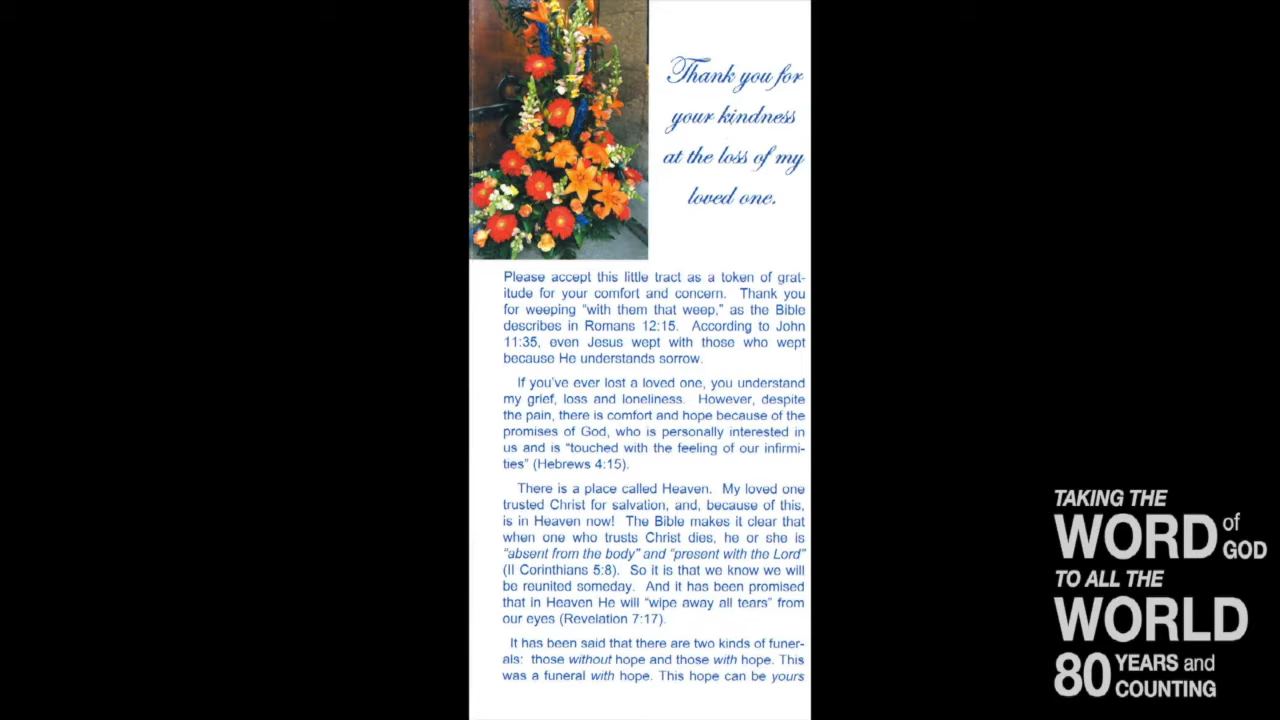 Thank you for
your kindness
at the loss of my
loved one.
Please accept this little tract as a token of grat-
itude for your comfort and concern. Thank you
for weeping “with them that weep,” as the Bible
describes in Romans 12:15. According to John
11:35, even Jesus wept with those who wept
because He understands sorrow.
If you’ve ever lost a loved one, you understand
my grief, loss and loneliness. However, despite
the pain, there is comfort and hope because of the
promises of God, who is personally interested in
us and is “touched with the feeling of our infirmi-
ties” (Hebrews 4:15).
There is a place called Heaven. My loved one
trusted Christ for salvation, and, because of this,
is in Heaven now! The Bible makes it clear that
when one who trusts Christ dies, he or she is
“absent from the body” and “present with the Lord”
(II Corinthians 5:8). So it is that we know we will
be reunited someday. And it has been promised
that in Heaven He will “wipe away all tears” from
our eyes (Revelation 7:17).
It has been said that there are two kinds of funer-
als: those without hope and those with hope. This
was a funeral with hope. This hope can be yours
TAKING THE
WORD of GOD
TO ALL THE
WORLD
80 YEARS and COUNTING